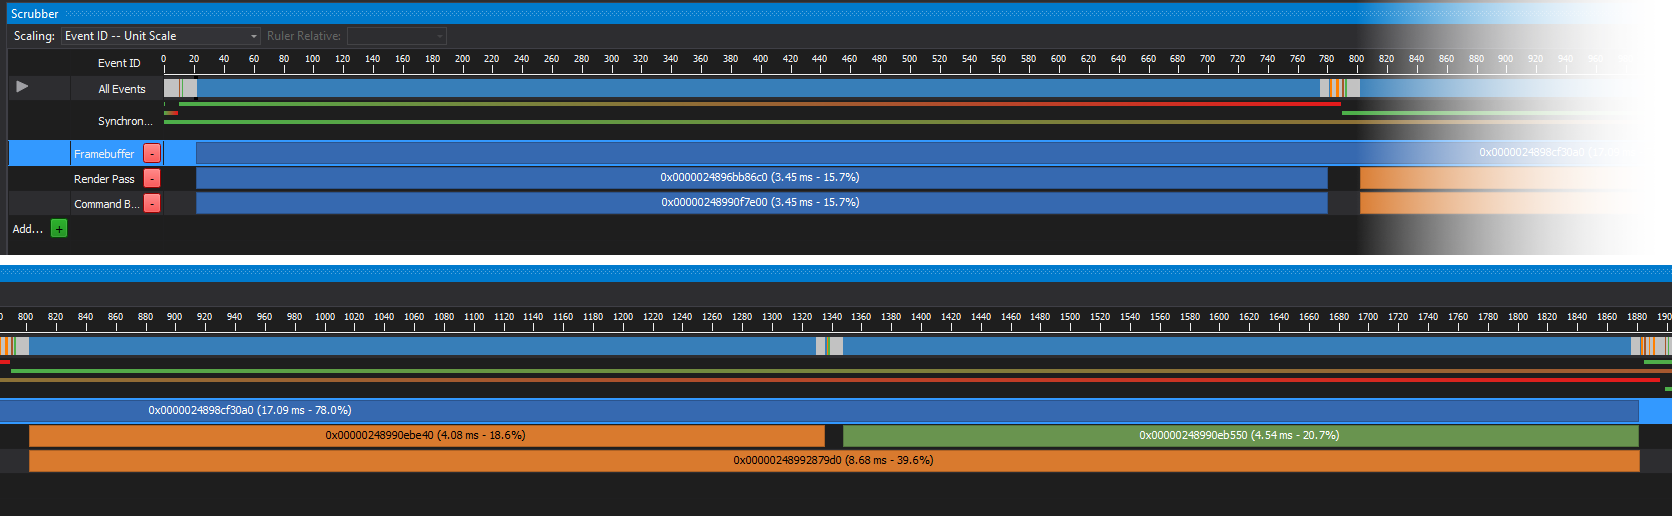 Scrubber
Scaling: Event ID -- Unit Scale Ruler Relative:
Event ID 0 20 40 60 80 100 120 140 160 180 200 220 240 260 280 300 320 340 360 380 400 420 440 460 480 500 520 540 560 580 600 620 640 660 680 700 720 740 760 780 800 820 840 860 880 900 920 940 960
All Events
Synchron...
Framebuffer - 0x0000024898cf30a0
Render Pass - 0x0000024896bb86c0 (3.45 ms - 15.7%)
Command B... - 0x00000248990f7e00 (3.45 ms - 15.7%)
Add... +
800 820 840 860 880 900 920 940 960 980 1000 1020 1040 1060 1080 1100 1120 1140 1160 1180 1200 1220 1240 1260 1280 1300 1320 1340 1360 1380 1400 1420 1440 1460 1480 1500 1520 1540 1560 1580 1600 1620 1640 1660 1680 1700 1720 1740 1760 1780 1800 1820 1840 1860 1880 190
0x0000024898cf30a0 (17.09 ms - 78.0%)
0x00000248990ebe40 (4.08 ms - 18.6%) 0x00000248990eb550 (4.54 ms - 20.7%)
0x00000248992879d0 (8.68 ms - 39.6%)